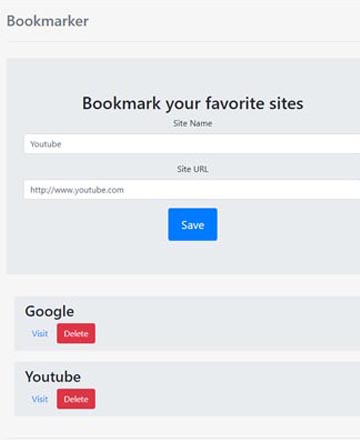 Bookmarker
Bookmark your favorite sites
Site Name
Youtube
Site URL
http://www.youtube.com
Save
Google
Visit Delete
Youtube
Visit Delete